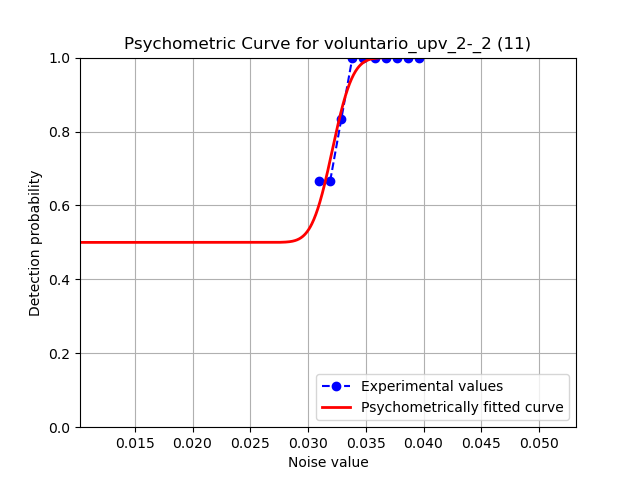 Psychometric Curve for voluntario_upv_2-_2 (11)
Detection probability
1.0
0.8
0.6
0.4
0.2
0.0
Experimental values
Psychometrically fitted curve
0.015 0.020 0.025 0.030 0.035 0.040 0.045 0.050
Noise value